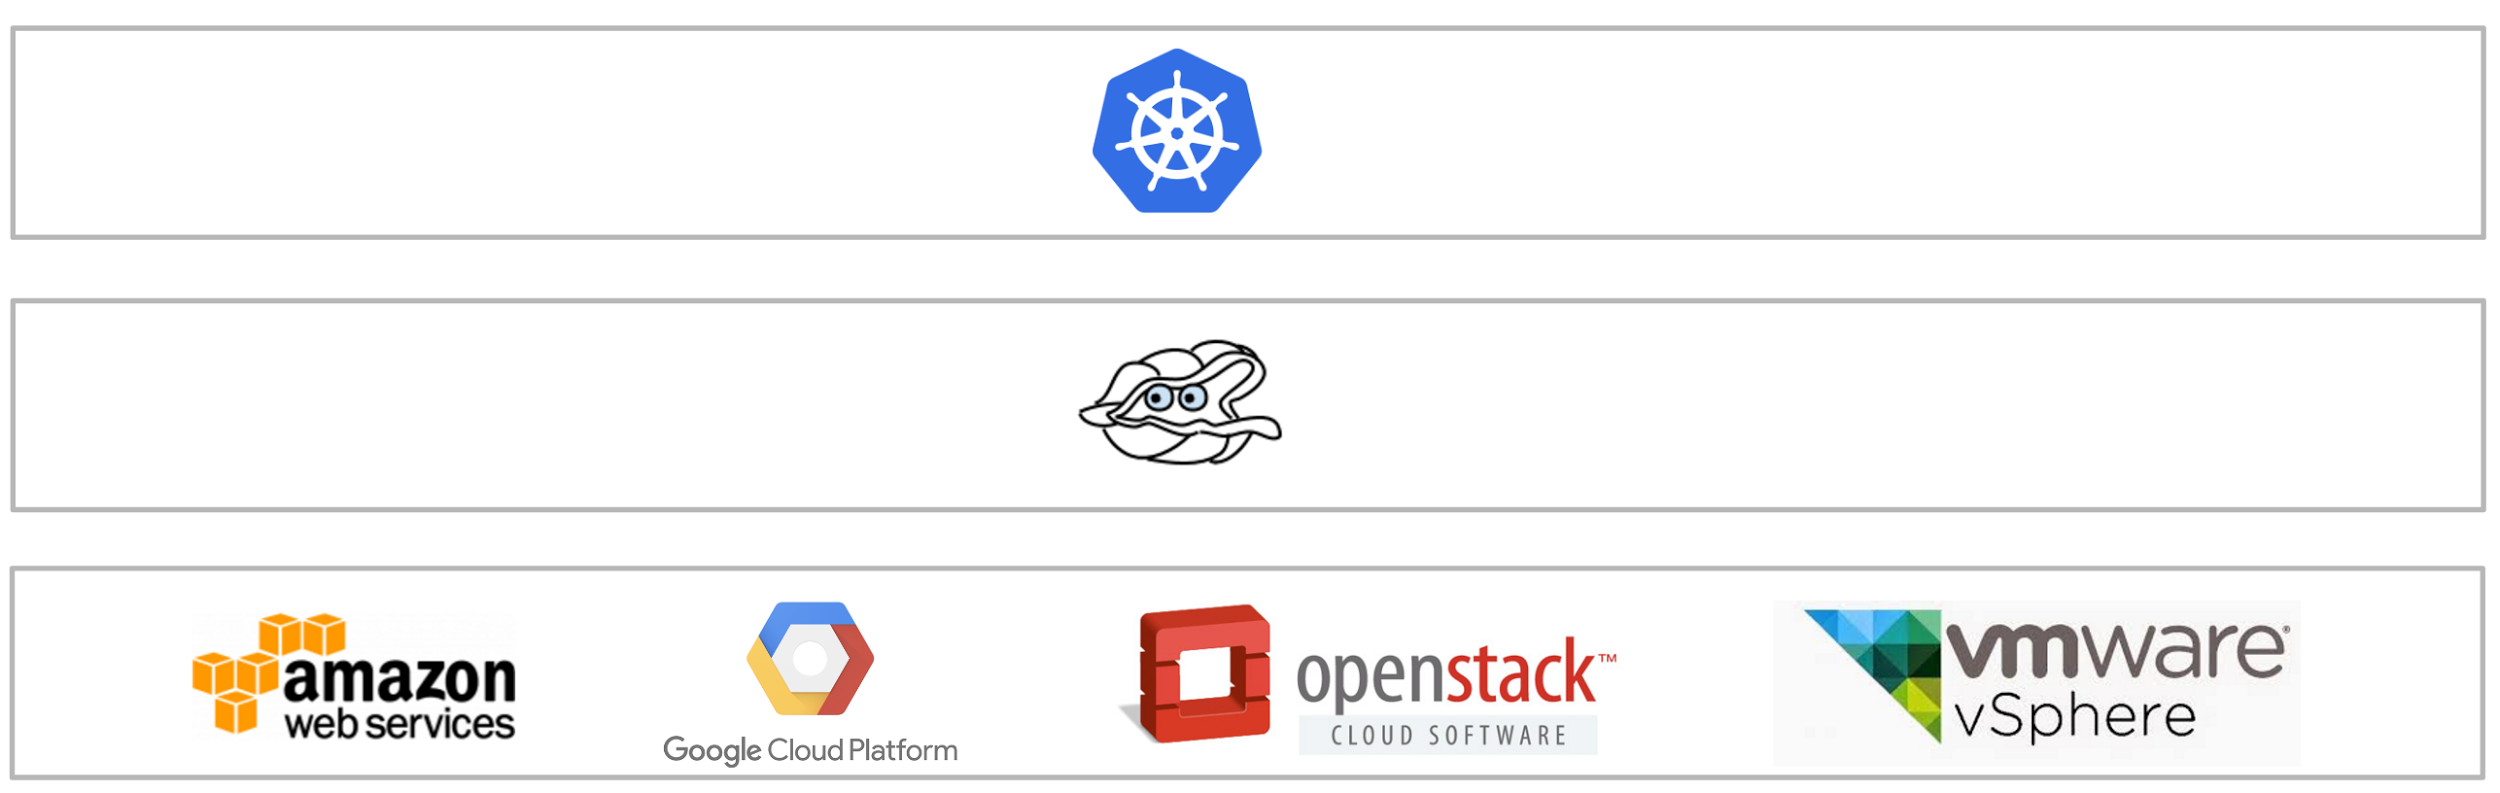 amazon
web services
Google Cloud Platform
openstack™
CLOUD SOFTWARE
vmware®
vSphere